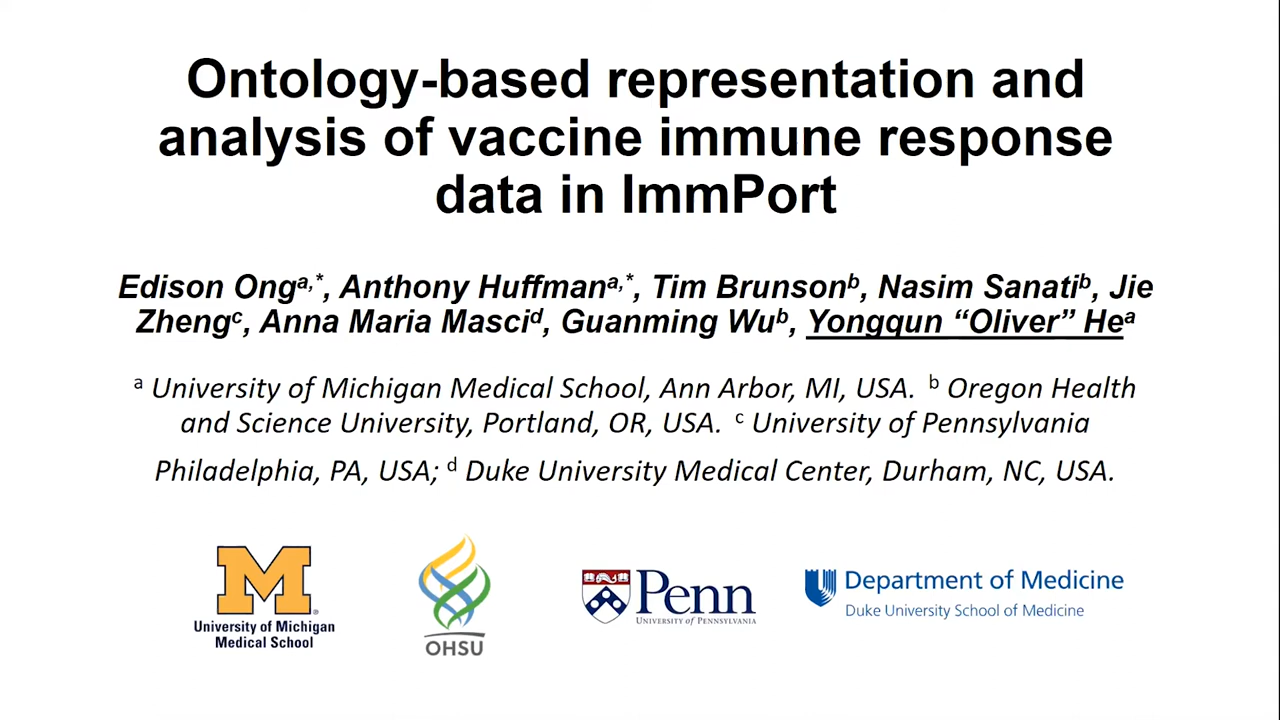 Ontology-based representation and
analysis of vaccine immune response
data in ImmPort
Edison Ongᵃ,*, Anthony Huffmanᵃ,*, Tim Brunsonᵇ, Nasim Sanatiᵇ, Jie
Zhengᶜ, Anna Maria Masciᵈ, Guanming Wuᵇ, Yongqun “Oliver” Heᵃ
ᵃ University of Michigan Medical School, Ann Arbor, MI, USA. ᵇ Oregon Health
and Science University, Portland, OR, USA. ᶜ University of Pennsylvania
Philadelphia, PA, USA; ᵈ Duke University Medical Center, Durham, NC, USA.
M®
University of Michigan
Medical School
OHSU
Penn
UNIVERSITY OF PENNSYLVANIA
Department of Medicine
Duke University School of Medicine